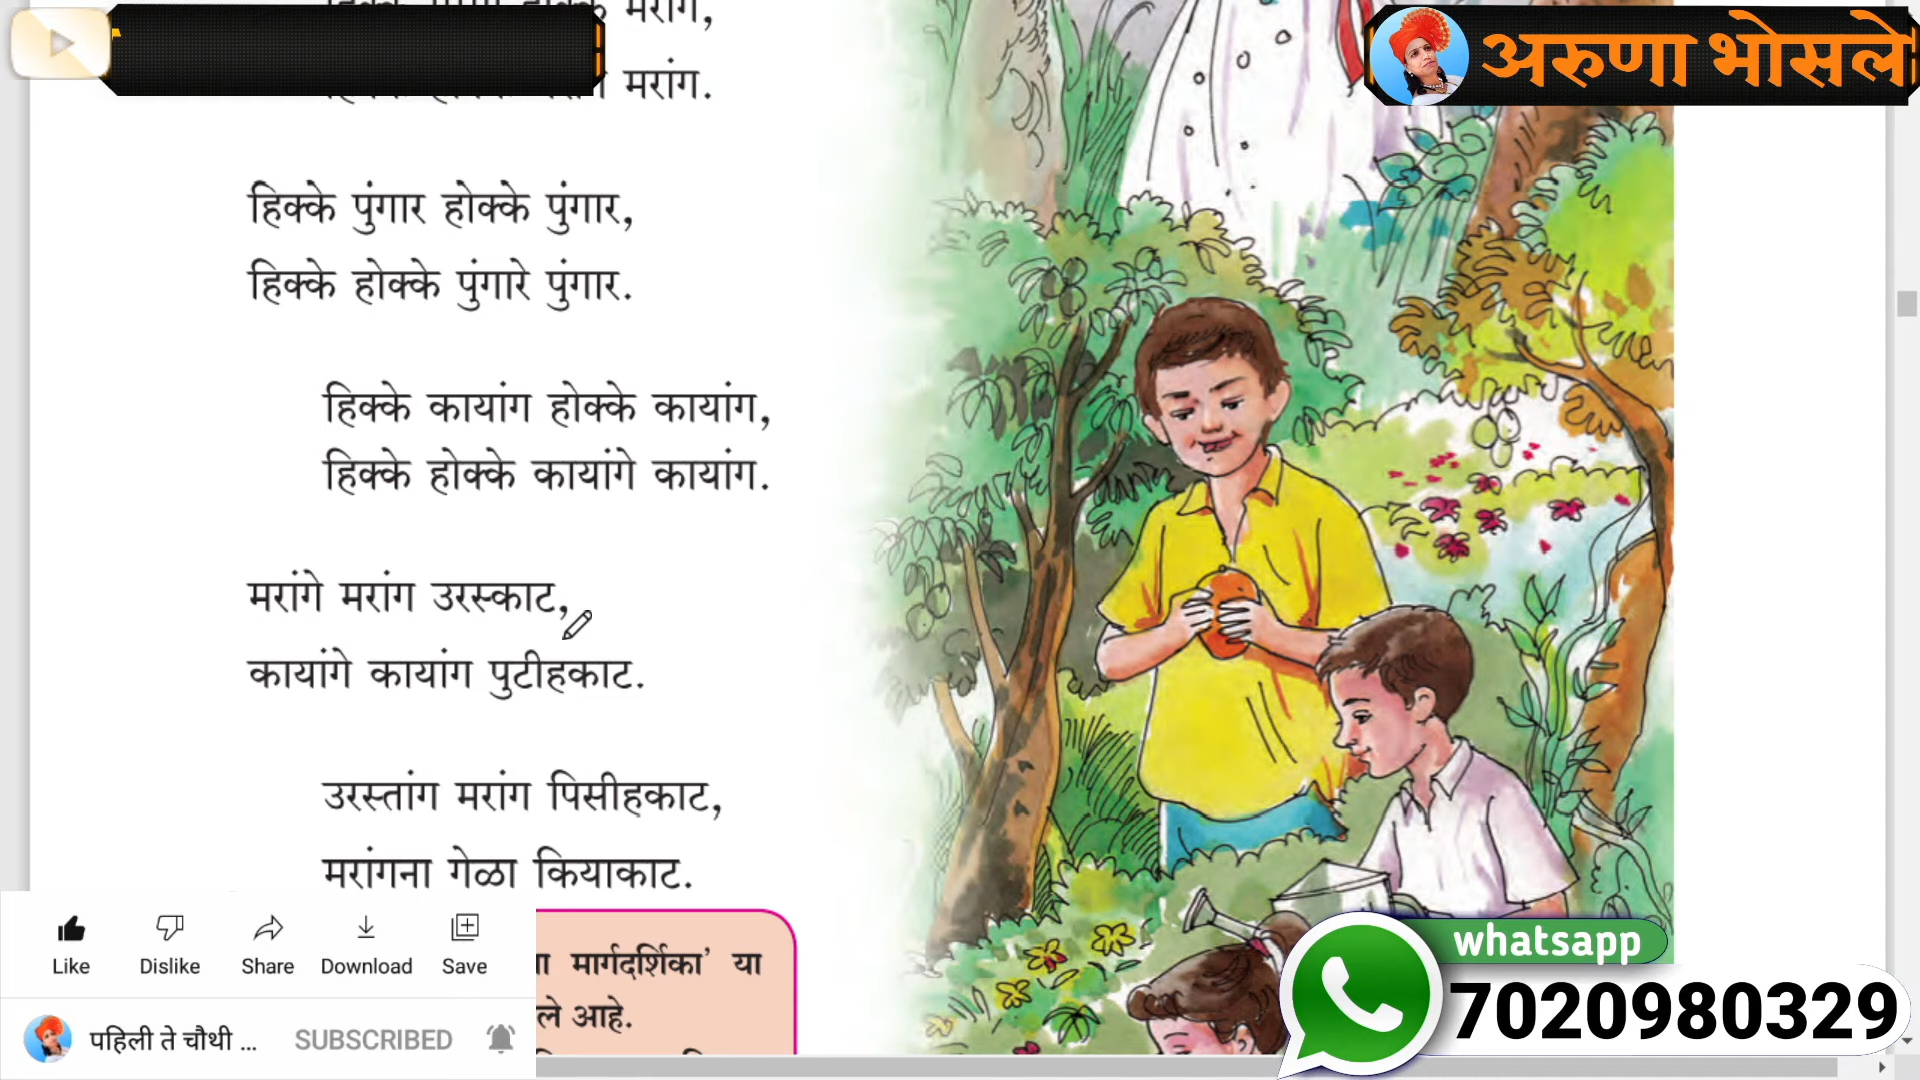 मरांग,
मरांग.
अरुणा भोसले
हिक्के पुंगार होक्के पुंगार,
हिक्के होक्के पुंगारे पुंगार.
हिक्के कायांग होक्के कायांग,
हिक्के होक्के कायांगे कायांग.
मरांगे मरांग उरस्काट,
कायांगे कायांग पुटीहकाट.
उरस्तांग मरांग पिसीहकाट,
मरांगना गेळा कियाकाट.
मार्गदर्शिका’ या
आहे.
Like Dislike Share Download Save
पहिली ते चौथी ... SUBSCRIBED
whatsapp
7020980329